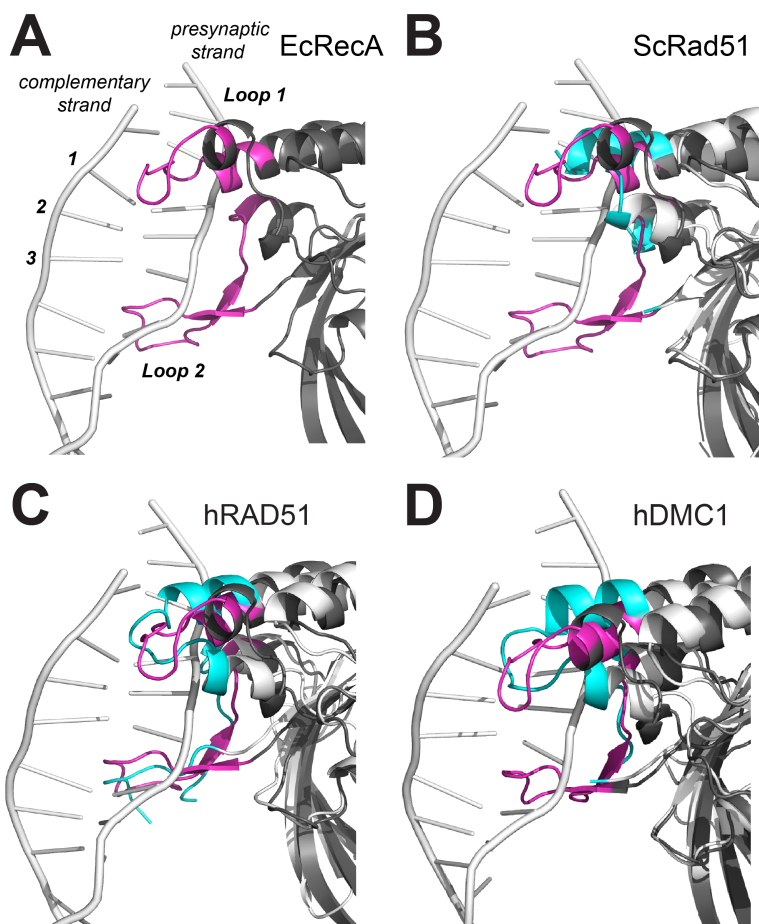 A
presynaptic
strand
EcRecA
complementary
strand
Loop 1
1
2
3
Loop 2
B
ScRad51
C
hRAD51
D
hDMC1